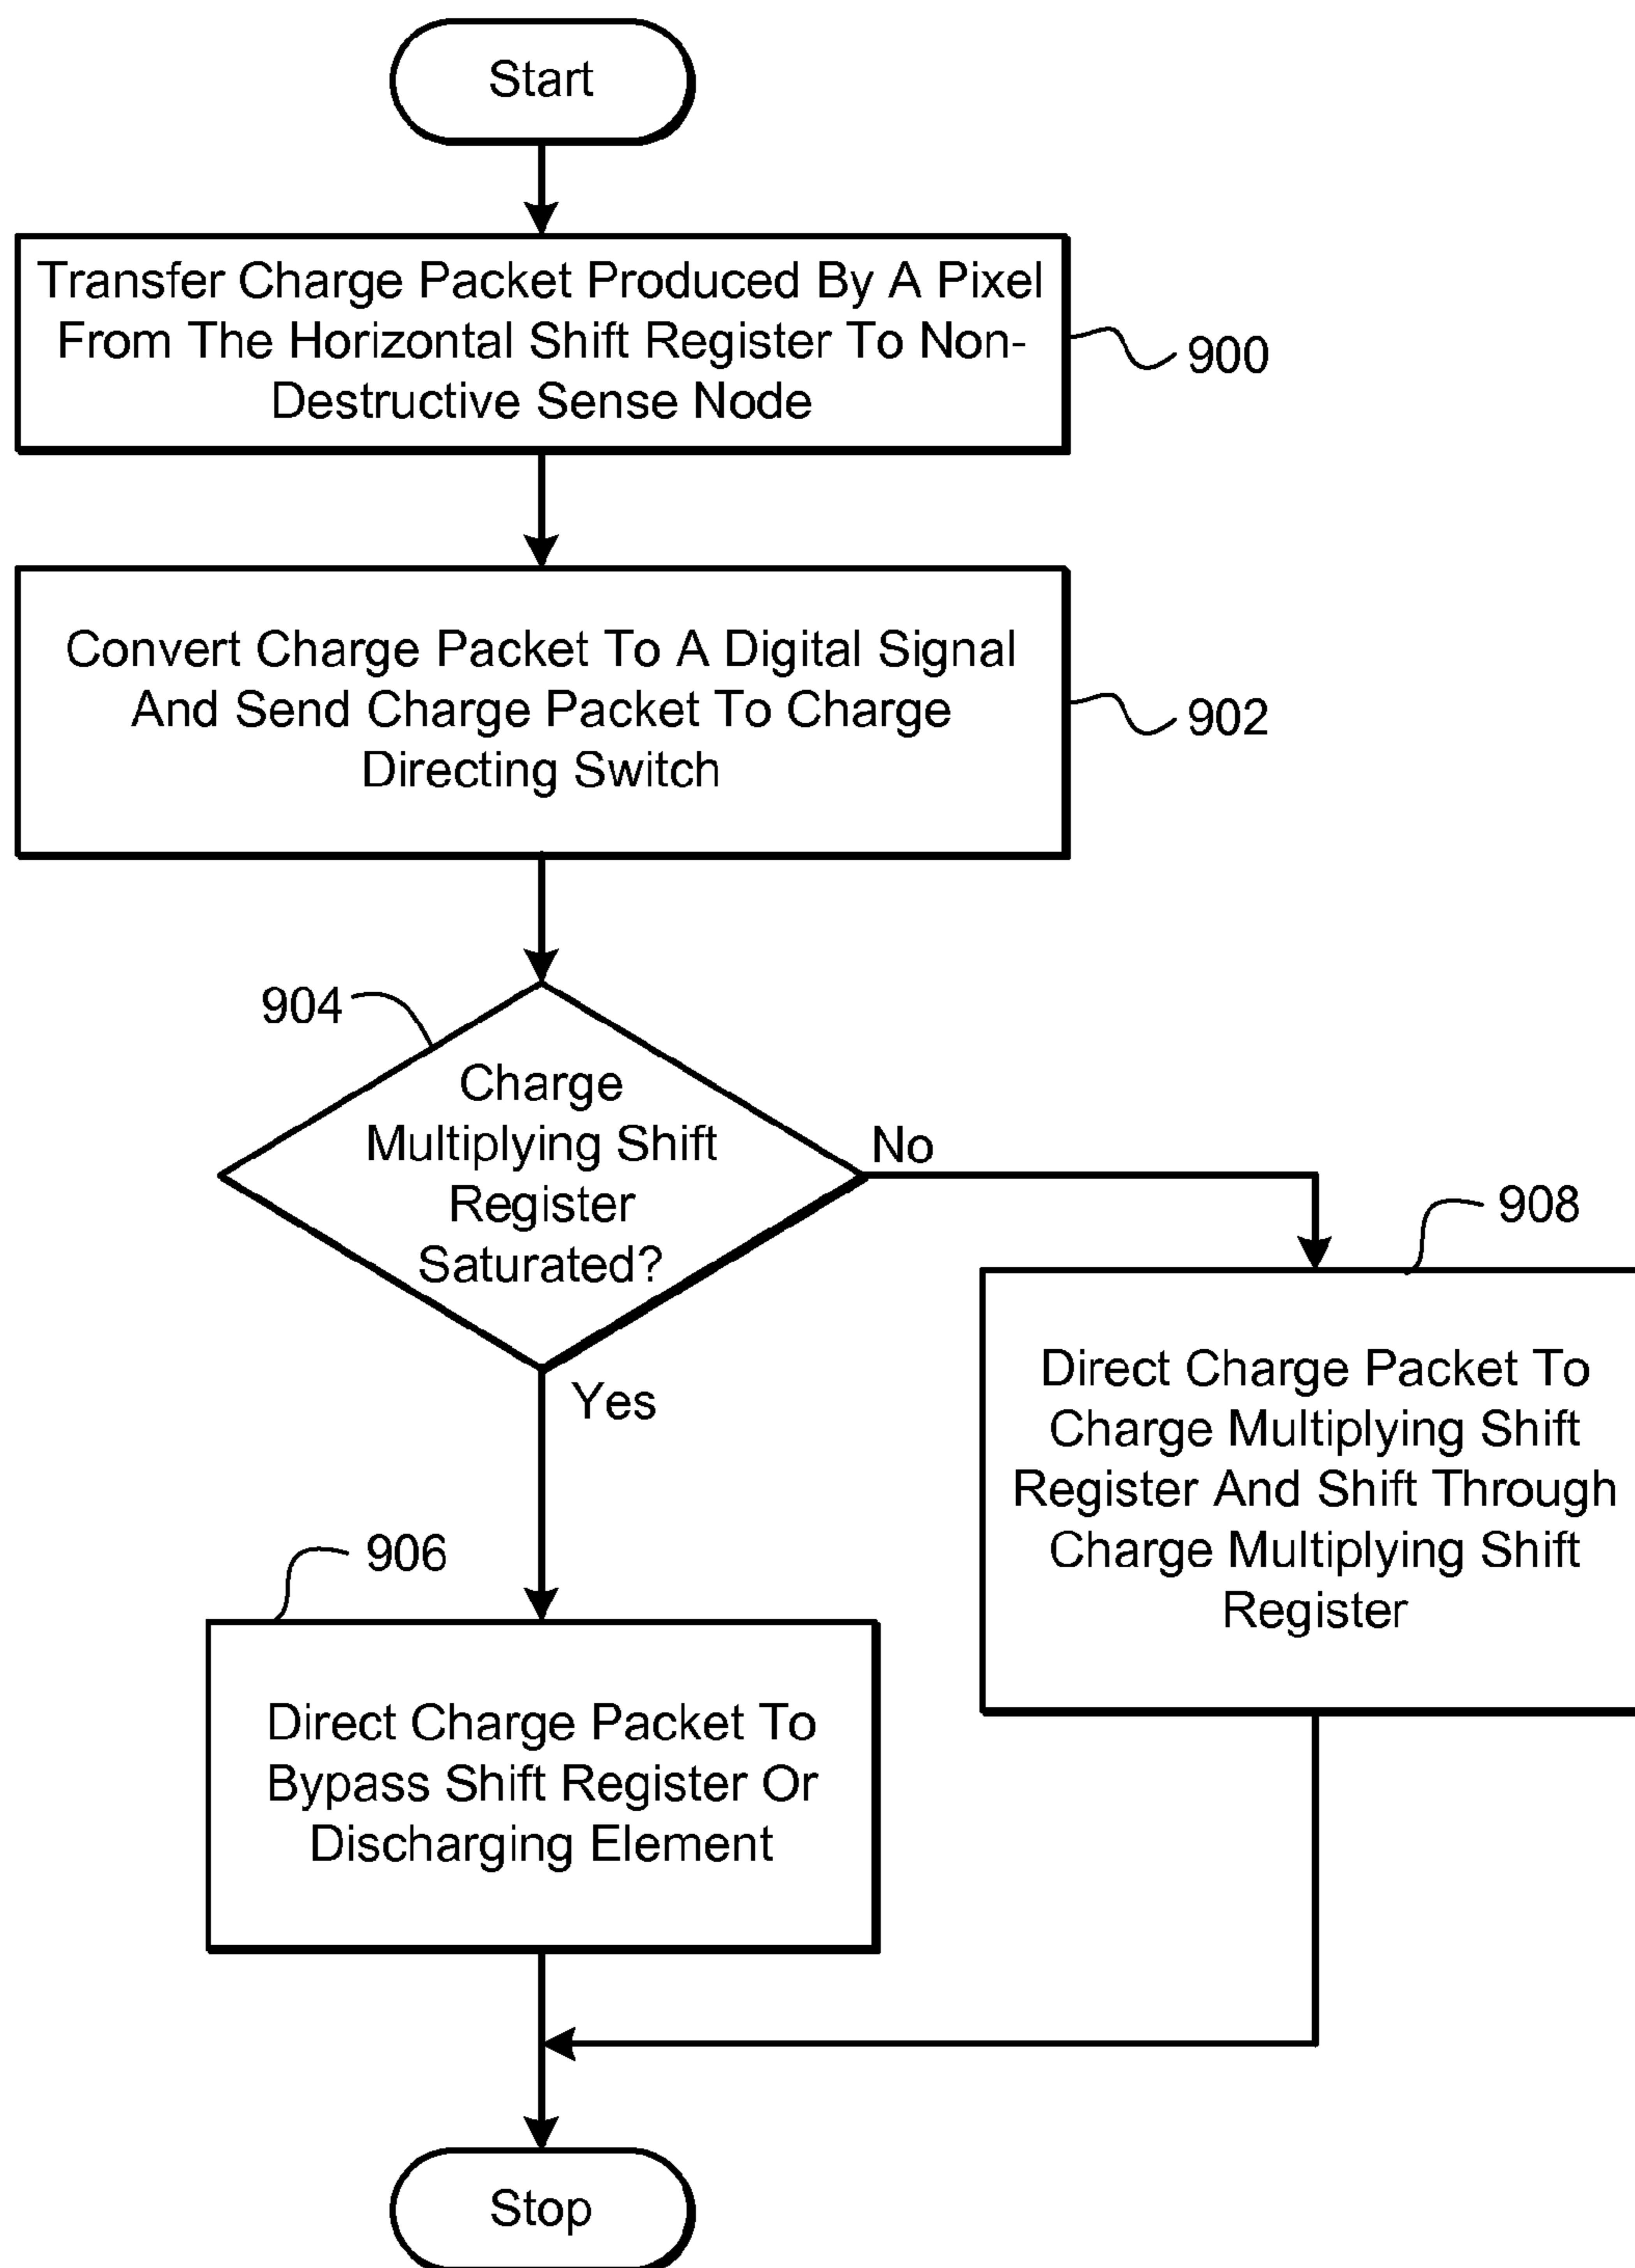 Start
Transfer Charge Packet Produced By A Pixel
From The Horizontal Shift Register To Non-
Destructive Sense Node
900
Convert Charge Packet To A Digital Signal
And Send Charge Packet To Charge
Directing Switch
902
904
Charge
Multiplying Shift
Register
Saturated?
No
Yes
908
Direct Charge Packet To
Charge Multiplying Shift
Register And Shift Through
Charge Multiplying Shift
Register
906
Direct Charge Packet To
Bypass Shift Register Or
Discharging Element
Stop